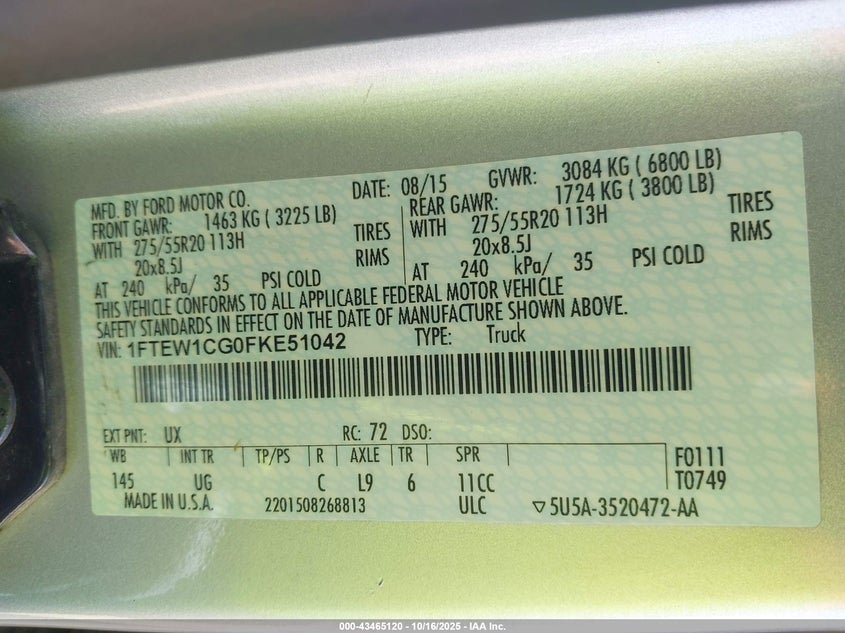 MFD. BY FORD MOTOR CO. DATE: 08/15 GVWR: 3084 KG ( 6800 LB)
FRONT GAWR: 1463 KG ( 3225 LB) REAR GAWR: 1724 KG ( 3800 LB)
WITH 275/55R20 113H TIRES WITH 275/55R20 113H TIRES
20x8.5J RIMS 20x8.5J RIMS
AT 240 kPa/ 35 PSI COLD AT 240 kPa/ 35 PSI COLD
THIS VEHICLE CONFORMS TO ALL APPLICABLE FEDERAL MOTOR VEHICLE
SAFETY STANDARDS IN EFFECT ON THE DATE OF MANUFACTURE SHOWN ABOVE.
VIN: 1FTEW1CG0FKE51042 TYPE: Truck
EXT PNT: UX RC: 72 DSO:
WB INT TR TP/PS R AXLE TR SPR F0111
145 UG C L9 6 11CC T0749
MADE IN U.S.A. 2201508268813 ULC ▽5U5A-3520472-AA
000-43465120 - 10/16/2025 - IAA Inc.